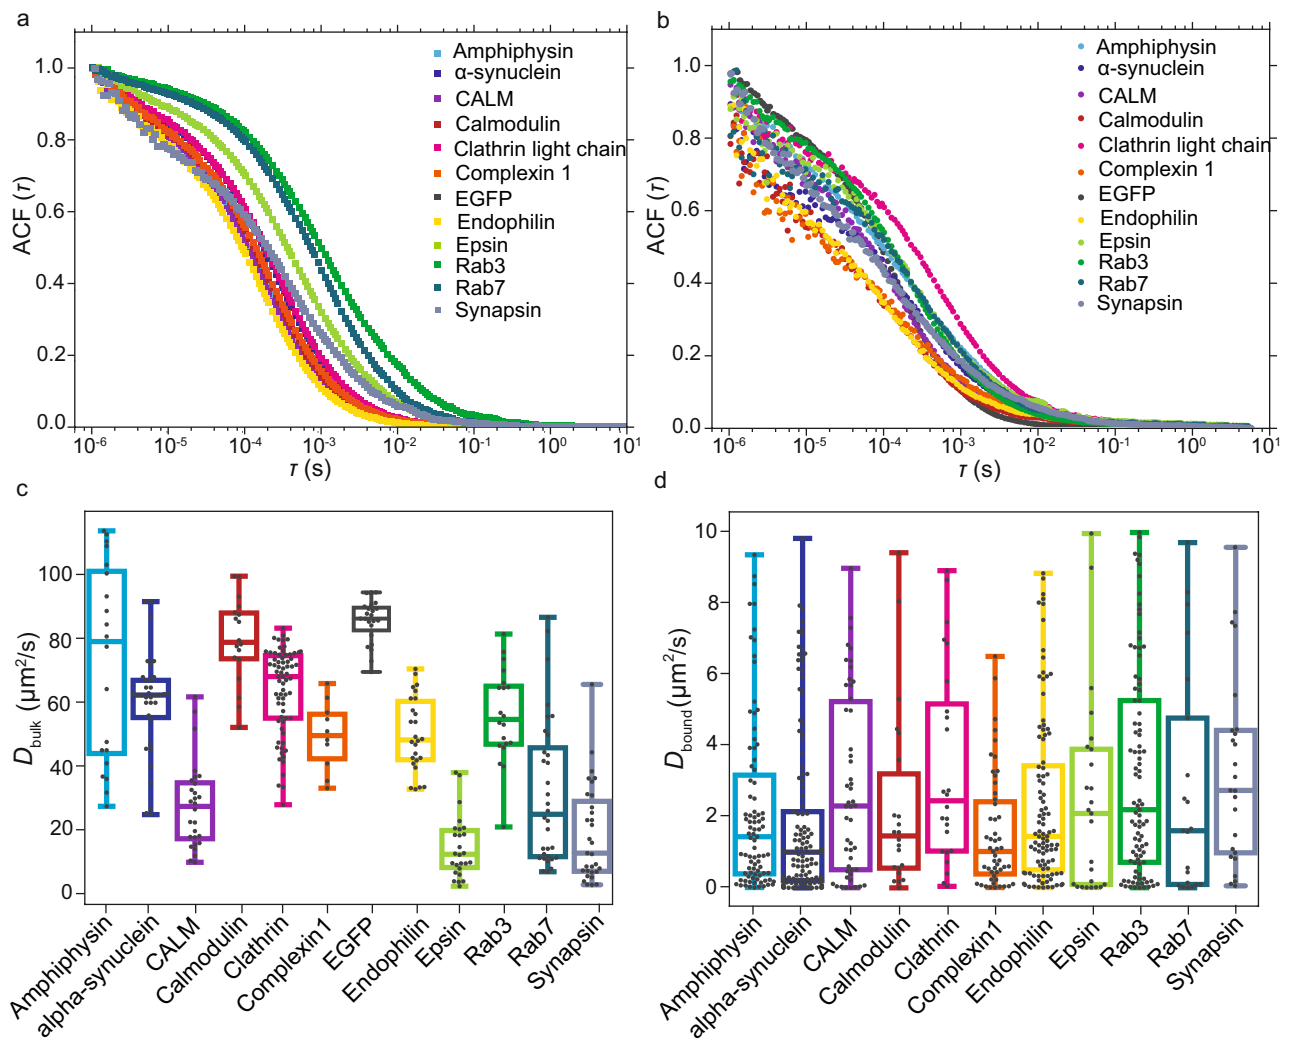 a
ACF (τ)
1.0
0.8
0.6
0.4
0.2
0.0
10-6
10-5
10-4
10-3
10-2
10-1
100
101
τ (s)
Amphiphysin
α-synuclein
CALM
Calmodulin
Clathrin light chain
Complexin 1
EGFP
Endophilin
Epsin
Rab3
Rab7
Synapsin
b
ACF (τ)
1.0
0.8
0.6
0.4
0.2
0.0
10-6
10-5
10-4
10-3
10-2
10-1
100
101
τ (s)
Amphiphysin
α-synuclein
CALM
Calmodulin
Clathrin light chain
Complexin 1
EGFP
Endophilin
Epsin
Rab3
Rab7
Synapsin
c
Dbulk (μm2/s)
100
80
60
40
20
0
Amphiphysin
alpha-synuclein
CALM
Calmodulin
Clathrin
Complexin1
EGFP
Endophilin
Epsin
Rab3
Rab7
Synapsin
d
Dbound (μm2/s)
10
8
6
4
2
0
Amphiphysin
alpha-synuclein
CALM
Calmodulin
Clathrin
Complexin1
Endophilin
Epsin
Rab3
Rab7
Synapsin